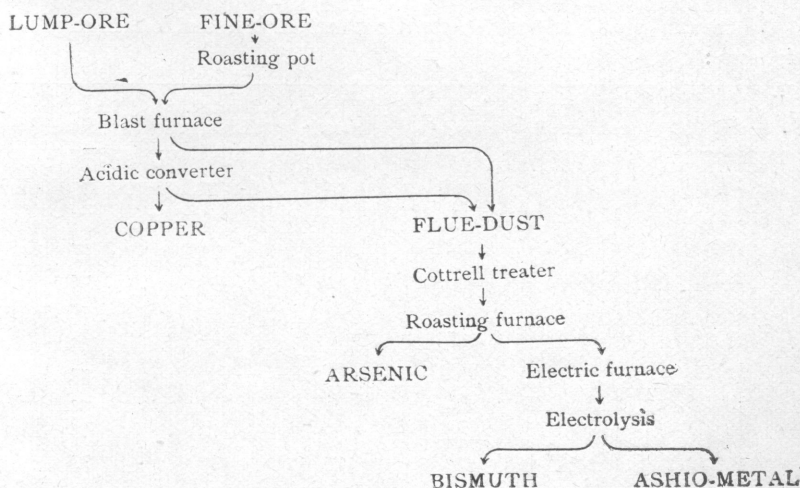 LUMP-ORE FINE-ORE
Roasting pot
Blast furnace
Acidic converter
COPPER FLUE-DUST
Cottrell treater
Roasting furnace
ARSENIC Electric furnace
Electrolysis
BISMUTH ASHIO-METAL